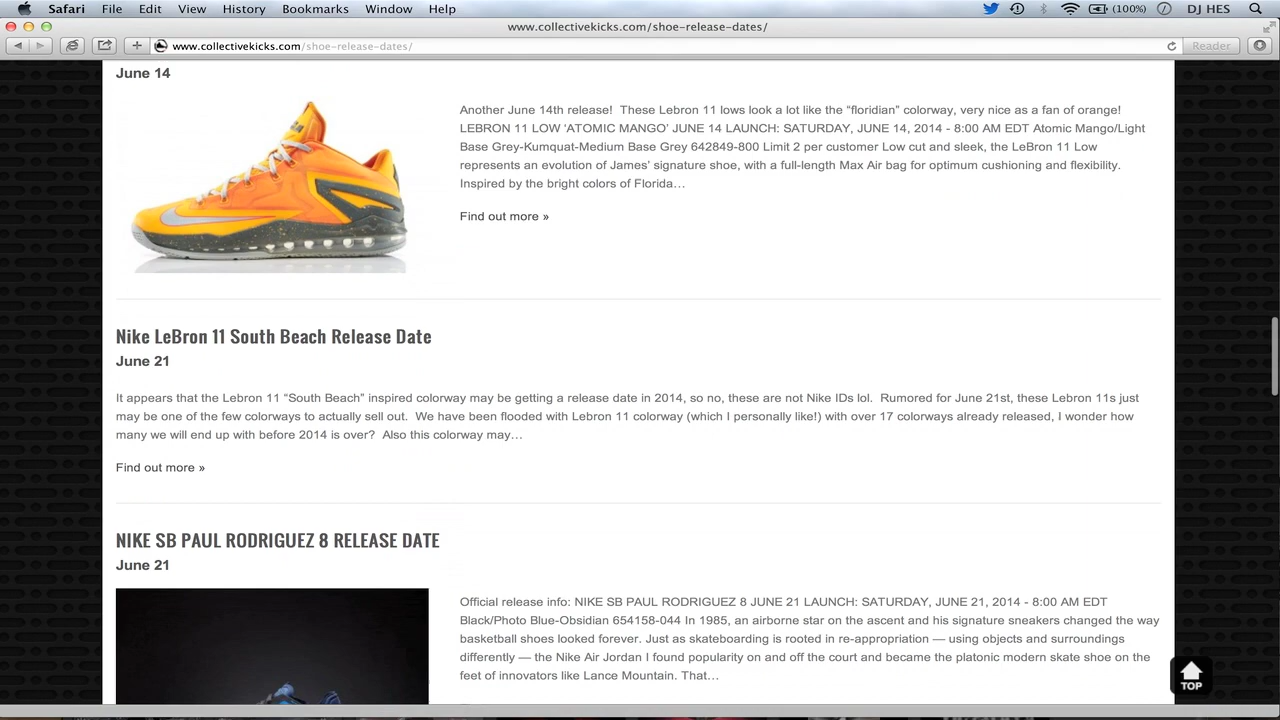 Safari File Edit View History Bookmarks Window Help (100%) DJ HES
www.collectivekicks.com/shoe-release-dates/
www.collectivekicks.com/shoe-release-dates/ Reader
June 14
Another June 14th release!  These Lebron 11 lows look a lot like the “floridian” colorway, very nice as a fan of orange!
LEBRON 11 LOW 'ATOMIC MANGO' JUNE 14 LAUNCH: SATURDAY, JUNE 14, 2014 - 8:00 AM EDT Atomic Mango/Light
Base Grey-Kumquat-Medium Base Grey 642849-800 Limit 2 per customer Low cut and sleek, the LeBron 11 Low
represents an evolution of James’ signature shoe, with a full-length Max Air bag for optimum cushioning and flexibility.
Inspired by the bright colors of Florida…
Find out more »
Nike LeBron 11 South Beach Release Date
June 21
It appears that the Lebron 11 “South Beach” inspired colorway may be getting a release date in 2014, so no, these are not Nike IDs lol.  Rumored for June 21st, these Lebron 11s just
may be one of the few colorways to actually sell out.  We have been flooded with Lebron 11 colorway (which I personally like!) with over 17 colorways already released, I wonder how
many we will end up with before 2014 is over?  Also this colorway may…
Find out more »
NIKE SB PAUL RODRIGUEZ 8 RELEASE DATE
June 21
Official release info: NIKE SB PAUL RODRIGUEZ 8 JUNE 21 LAUNCH: SATURDAY, JUNE 21, 2014 - 8:00 AM EDT
Black/Photo Blue-Obsidian 654158-044 In 1985, an airborne star on the ascent and his signature sneakers changed the way
basketball shoes looked forever. Just as skateboarding is rooted in re-appropriation — using objects and surroundings
differently — the Nike Air Jordan I found popularity on and off the court and became the platonic modern skate shoe on the
feet of innovators like Lance Mountain. That…
TOP